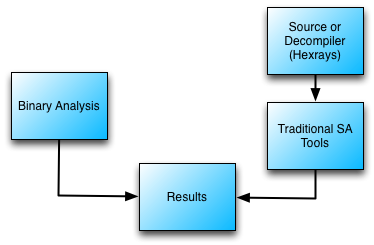 Source or
Decompiler
(Hexrays)
Binary Analysis
Traditional SA
Tools
Results